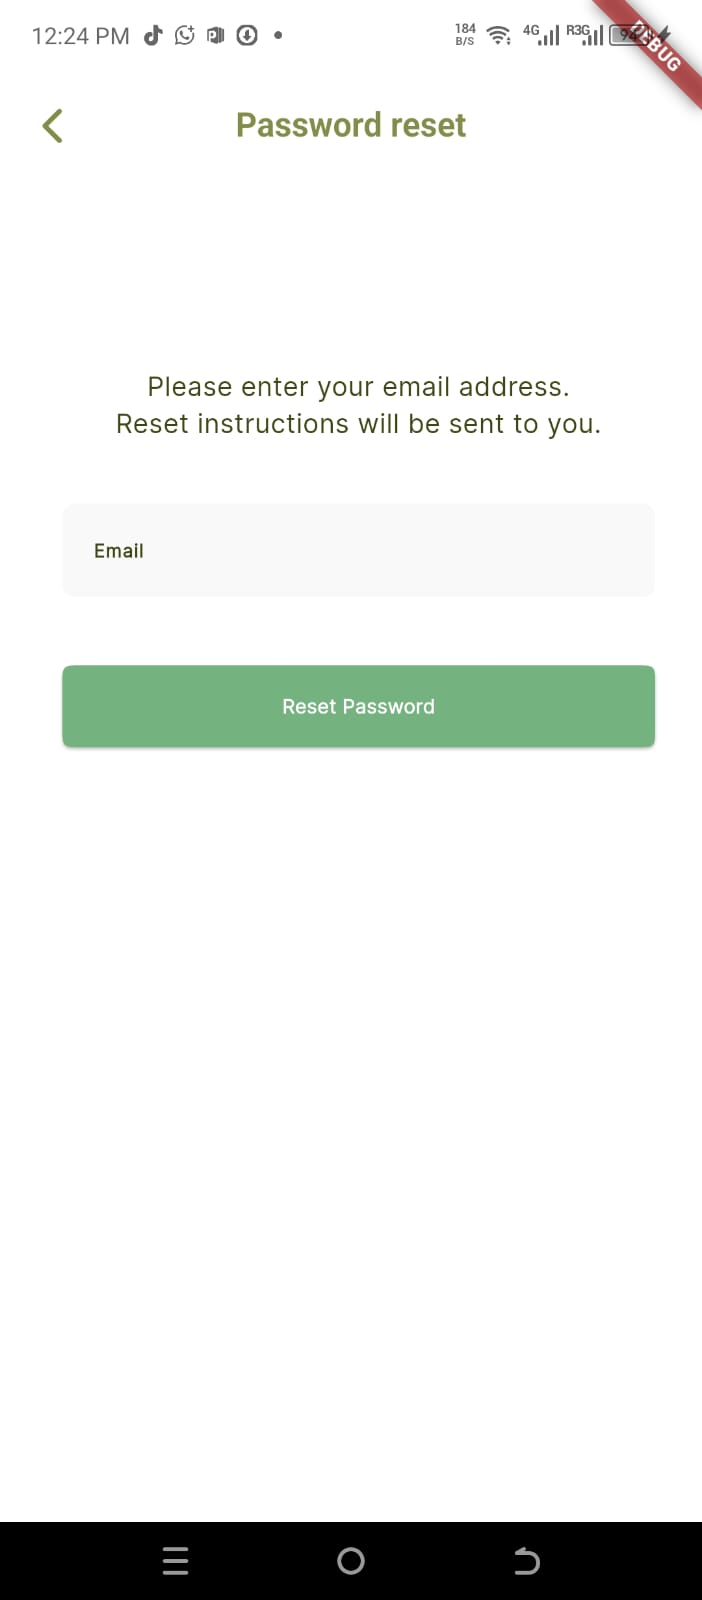 12:24 PM
184
B/S
4G
R3G
DEBUG
Password reset
Please enter your email address.
Reset instructions will be sent to you.
Email
Reset Password